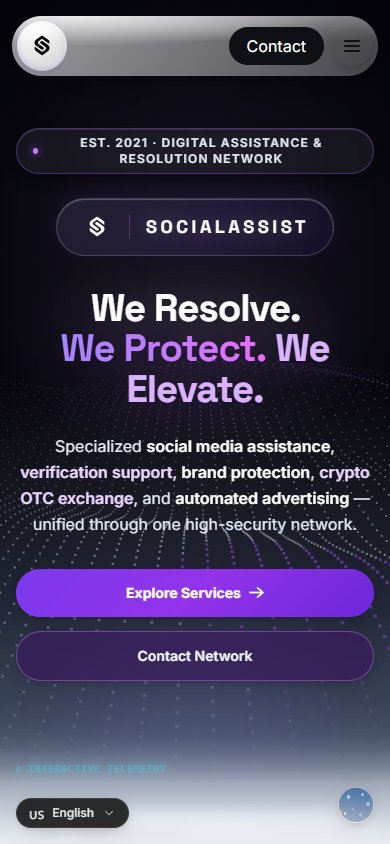 Contact
EST. 2021 · DIGITAL ASSISTANCE &
RESOLUTION NETWORK
SOCIALASSIST
We Resolve.
We Protect. We
Elevate.
Specialized social media assistance,
verification support, brand protection, crypto
OTC exchange, and automated advertising —
unified through one high-security network.
Explore Services →
Contact Network
INTERACTIVE TELEMETRY
US English